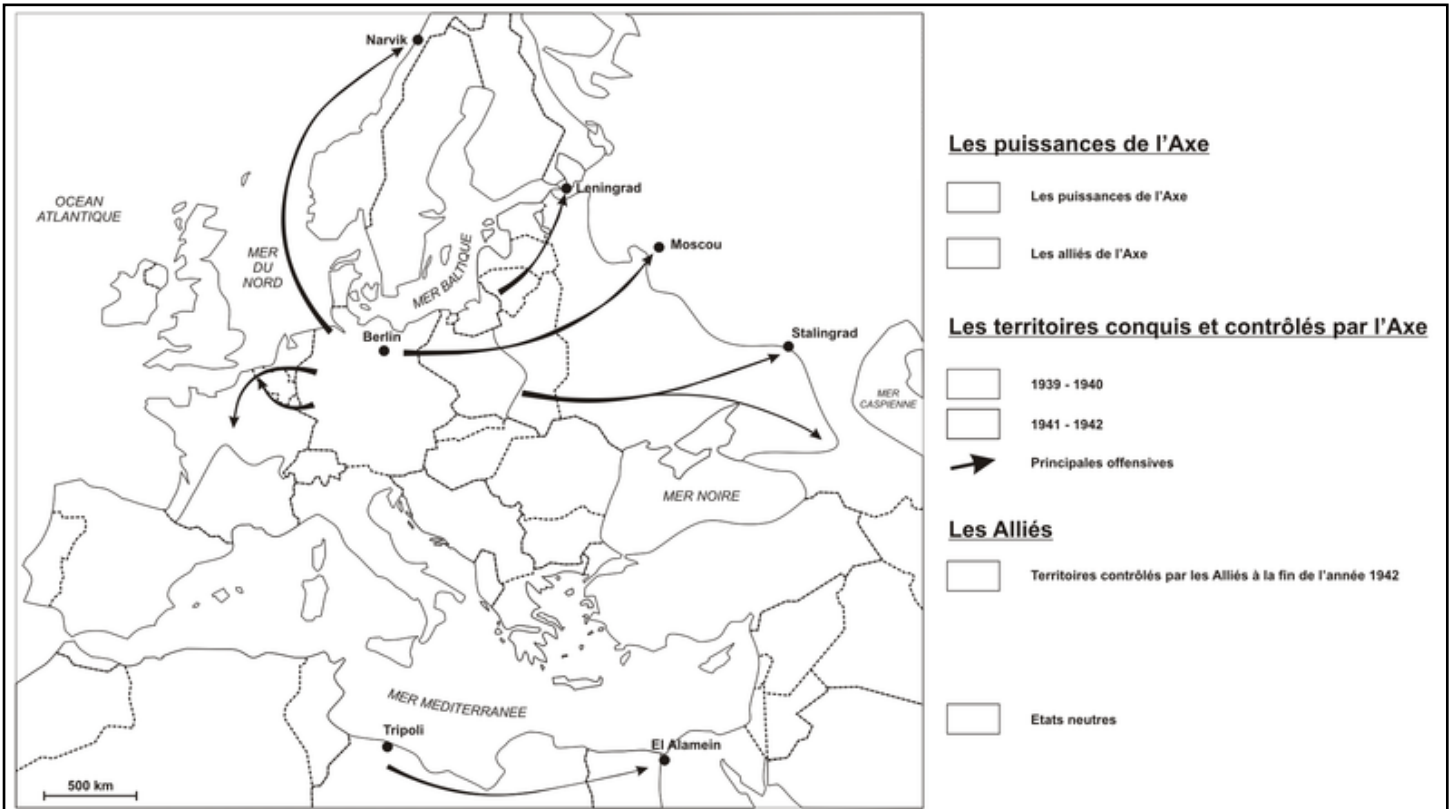 Narvik
Leningrad
OCEAN
ATLANTIQUE
Moscou
MER
DU
NORD
MER BALTIQUE
Berlin
Stalingrad
MER
CASPIENNE
MER NOIRE
MER MEDITERRANEE
Tripoli
El Alamein
500 km
Les puissances de l'Axe
Les puissances de l'Axe
Les alliés de l'Axe
Les territoires conquis et contrôlés par l'Axe
1939 - 1940
1941 - 1942
Principales offensives
Les Alliés
Territoires contrôlés par les Alliés à la fin de l'année 1942
Etats neutres